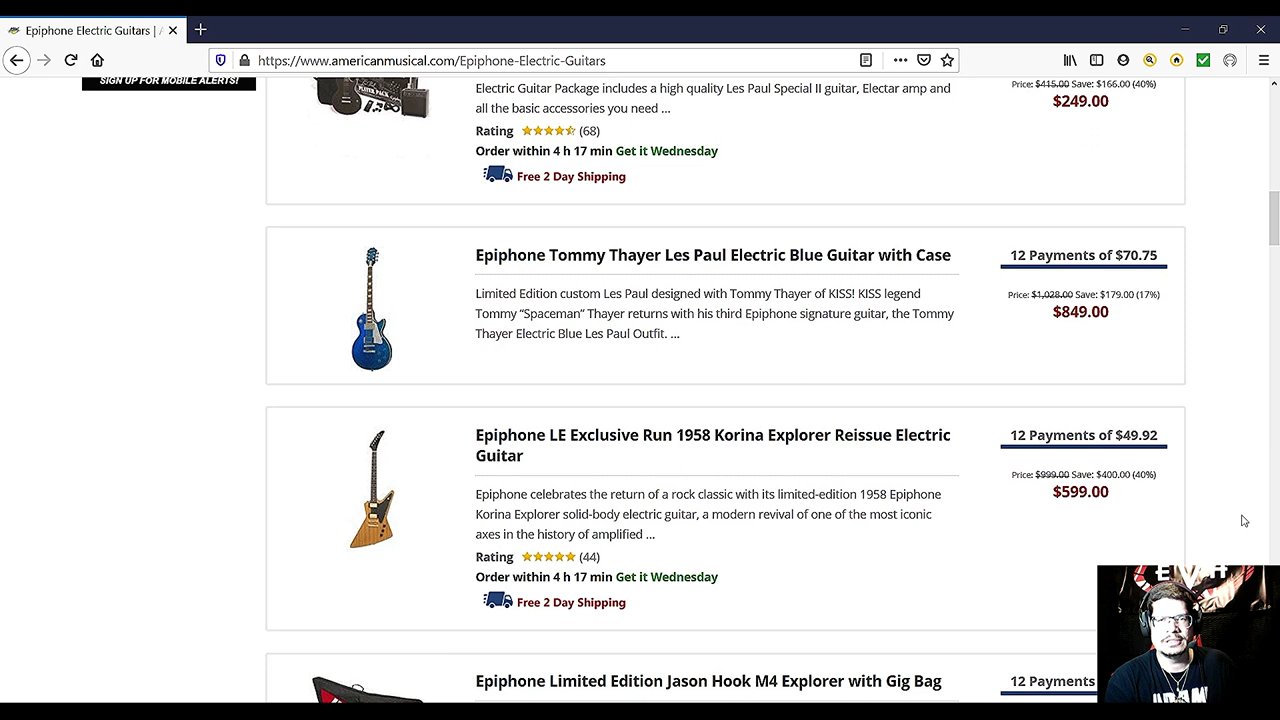 Epiphone Electric Guitars | A
https://www.americanmusical.com/Epiphone-Electric-Guitars
SIGN UP FOR MOBILE ALERTS!
PLAYER PACK
Electric Guitar Package includes a high quality Les Paul Special II guitar, Electar amp and
all the basic accessories you need ...
Rating (68)
Order within 4 h 17 min Get it Wednesday
Free 2 Day Shipping
Price: $415.00 Save: $166.00 (40%)
$249.00
Epiphone Tommy Thayer Les Paul Electric Blue Guitar with Case
Limited Edition custom Les Paul designed with Tommy Thayer of KISS! KISS legend
Tommy “Spaceman” Thayer returns with his third Epiphone signature guitar, the Tommy
Thayer Electric Blue Les Paul Outfit. ...
12 Payments of $70.75
Price: $1,028.00 Save: $179.00 (17%)
$849.00
Epiphone LE Exclusive Run 1958 Korina Explorer Reissue Electric
Guitar
Epiphone celebrates the return of a rock classic with its limited-edition 1958 Epiphone
Korina Explorer solid-body electric guitar, a modern revival of one of the most iconic
axes in the history of amplified ...
Rating (44)
Order within 4 h 17 min Get it Wednesday
Free 2 Day Shipping
12 Payments of $49.92
Price: $999.00 Save: $400.00 (40%)
$599.00
Epiphone Limited Edition Jason Hook M4 Explorer with Gig Bag
12 Payments